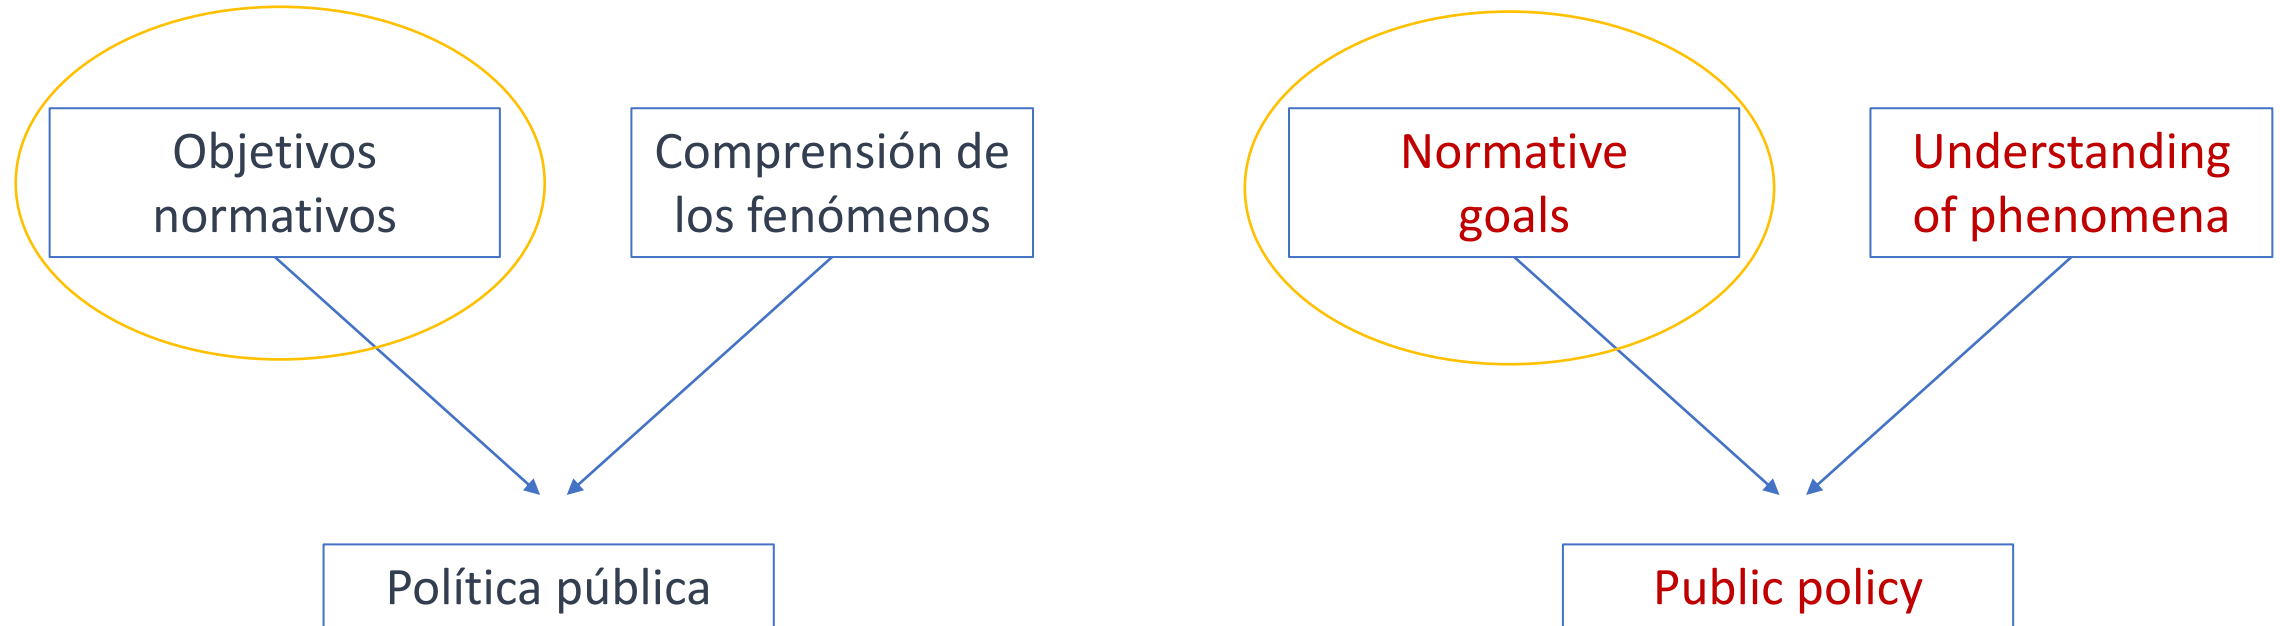 Objetivos
normativos
Comprensión de
los fenómenos
Política pública
Normative
goals
Understanding
of phenomena
Public policy